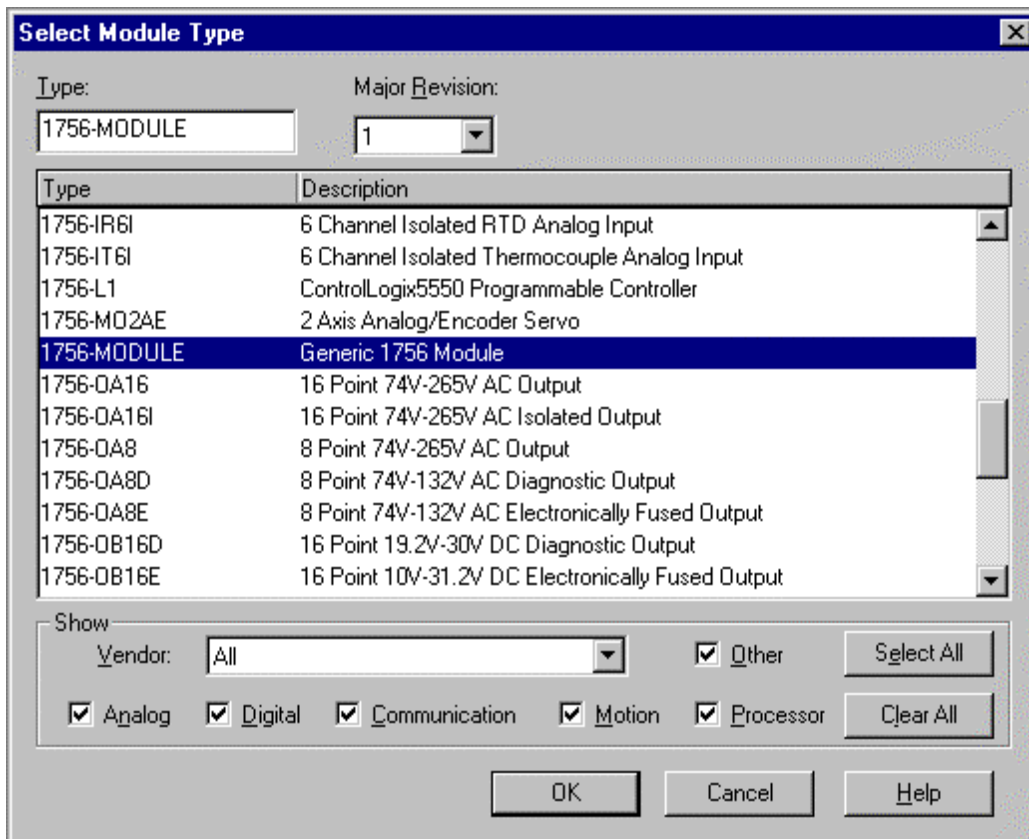 Select Module Type
Type: Major Revision:
1756-MODULE 1
Type Description
1756-IR6I 6 Channel Isolated RTD Analog Input
1756-IT6I 6 Channel Isolated Thermocouple Analog Input
1756-L1 ControlLogix5550 Programmable Controller
1756-M02AE 2 Axis Analog/Encoder Servo
1756-MODULE Generic 1756 Module
1756-OA16 16 Point 74V-265V AC Output
1756-OA16I 16 Point 74V-265V AC Isolated Output
1756-OA8 8 Point 74V-265V AC Output
1756-OA8D 8 Point 74V-132V AC Diagnostic Output
1756-OA8E 8 Point 74V-132V AC Electronically Fused Output
1756-OB16D 16 Point 19.2V-30V DC Diagnostic Output
1756-OB16E 16 Point 10V-31.2V DC Electronically Fused Output
Show
Vendor: All Other Select All
Analog Digital Communication Motion Processor Clear All
OK Cancel Help